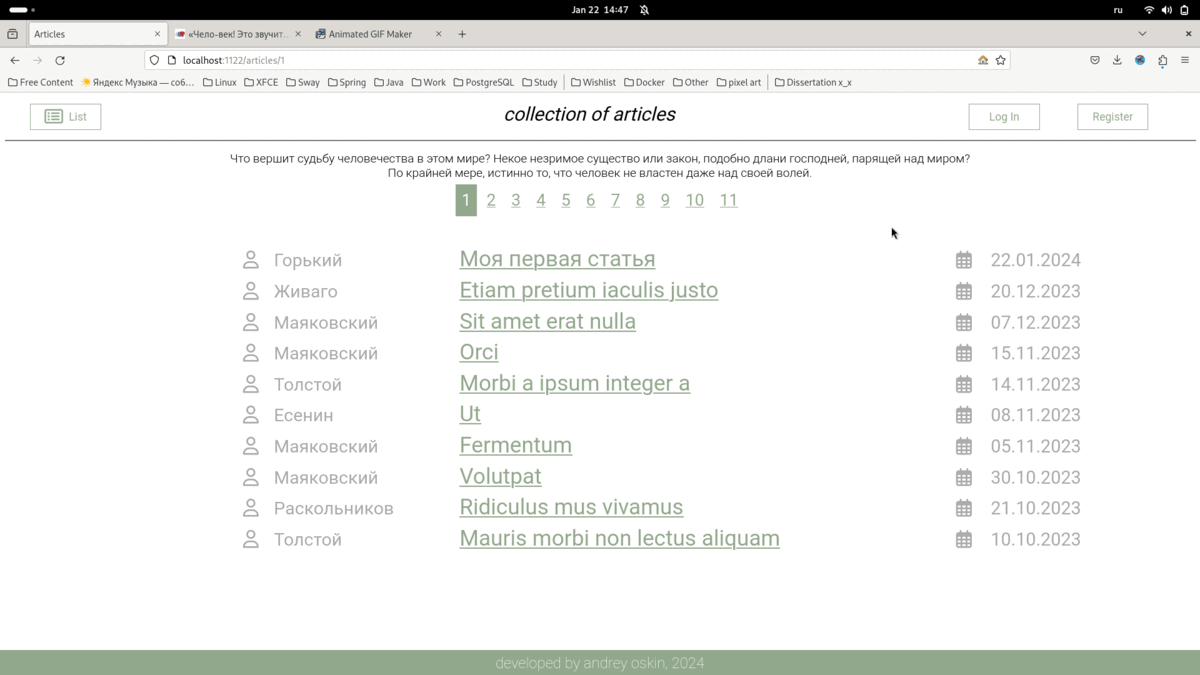 Jan 22 14:47
ru
Articles
«Чело-век! Это звучит...
Animated GIF Maker
localhost:1122/articles/1
Free Content
Яндекс Музыка — соб...
Linux
XFCE
Sway
Spring
Java
Work
PostgreSQL
Study
Wishlist
Docker
Other
pixel art
Dissertation x_x
List
collection of articles
Log In
Register
Что вершит судьбу человечества в этом мире? Некое незримое существо или закон, подобно длани господней, парящей над миром?
По крайней мере, истинно то, что человек не властен даже над своей волей.
1 2 3 4 5 6 7 8 9 10 11
Горький Моя первая статья 22.01.2024
Живаго Etiam pretium iaculis justo 20.12.2023
Маяковский Sit amet erat nulla 07.12.2023
Маяковский Orci 15.11.2023
Толстой Morbi a ipsum integer a 14.11.2023
Есенин Ut 08.11.2023
Маяковский Fermentum 05.11.2023
Маяковский Volutpat 30.10.2023
Раскольников Ridiculus mus vivamus 21.10.2023
Толстой Mauris morbi non lectus aliquam 10.10.2023
developed by andrey oskin, 2024